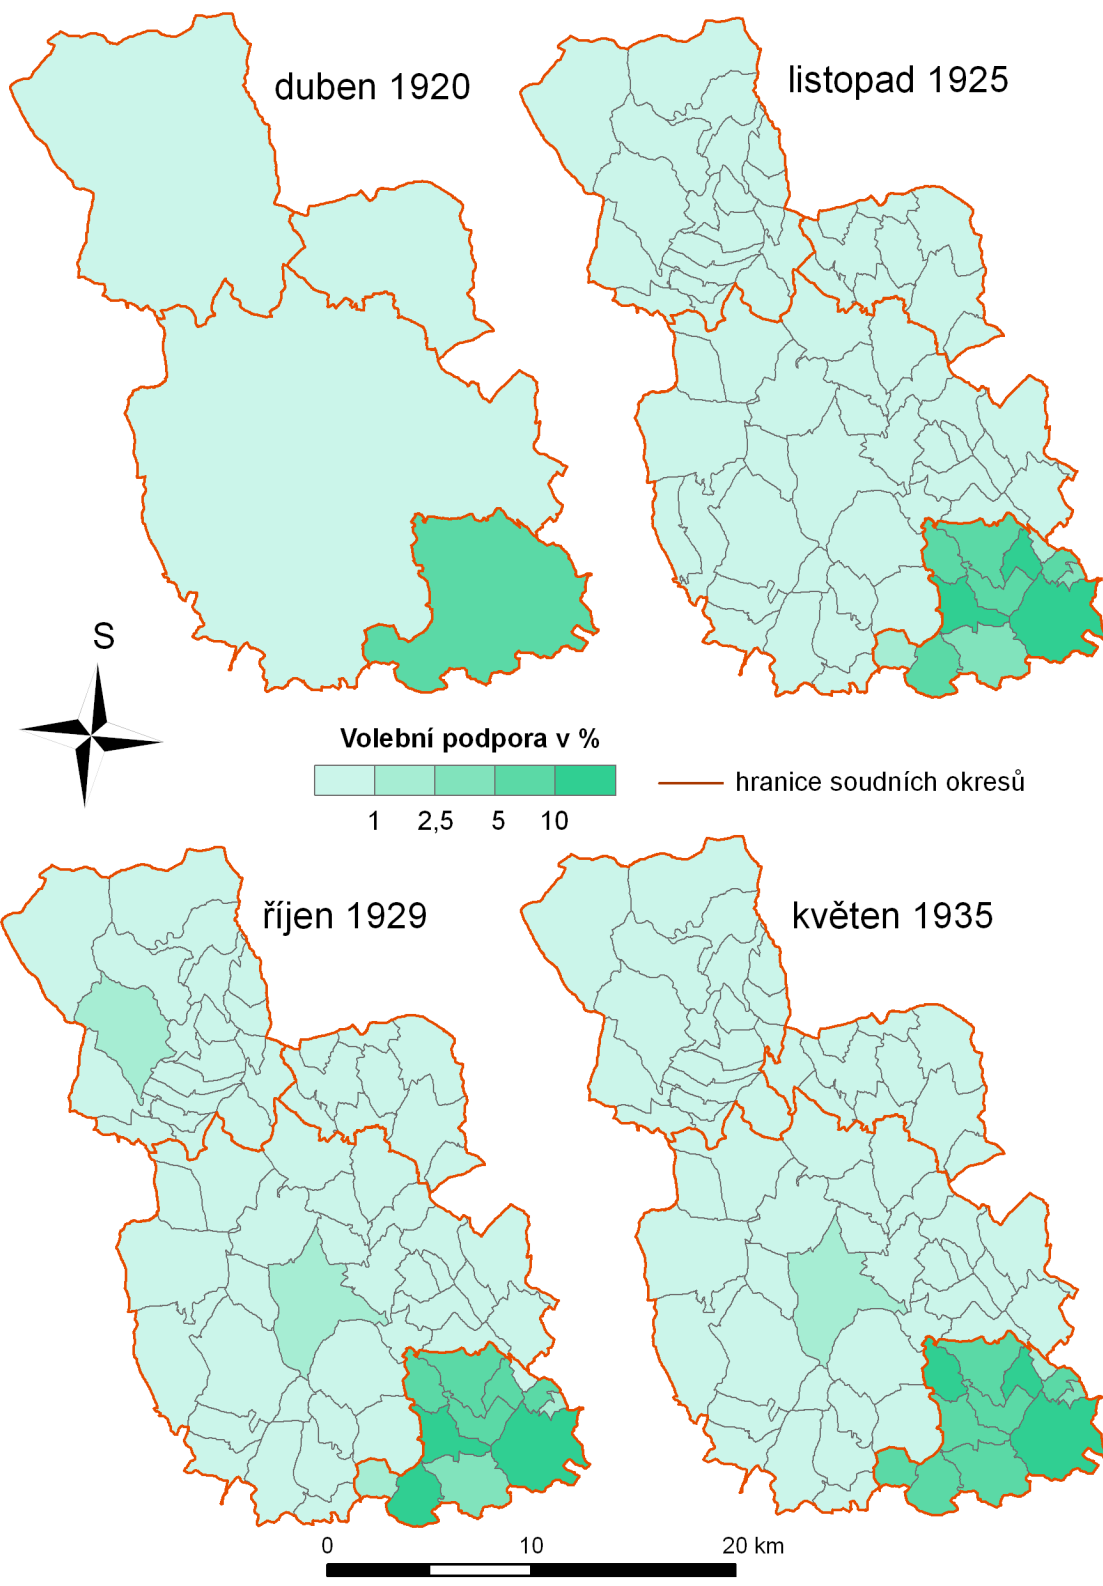 duben 1920
listopad 1925
S
Volební podpora v %
1 2,5 5 10
hranice soudních okresů
říjen 1929
květen 1935
0 10 20 km